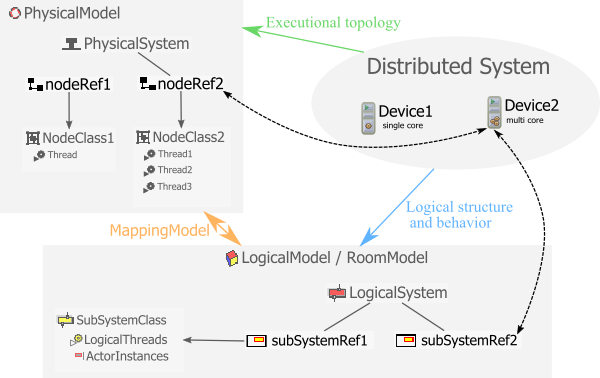 PhysicalModel
Executional topology
PhysicalSystem
Distributed System
nodeRef1
nodeRef2
Device1
single core
Device2
multi core
NodeClass1
Thread
NodeClass2
Thread1
Thread2
Thread3
Logical structure
and behavior
MappingModel
LogicalModel / RoomModel
LogicalSystem
SubSystemClass
LogicalThreads
ActorInstances
subSystemRef1
subSystemRef2